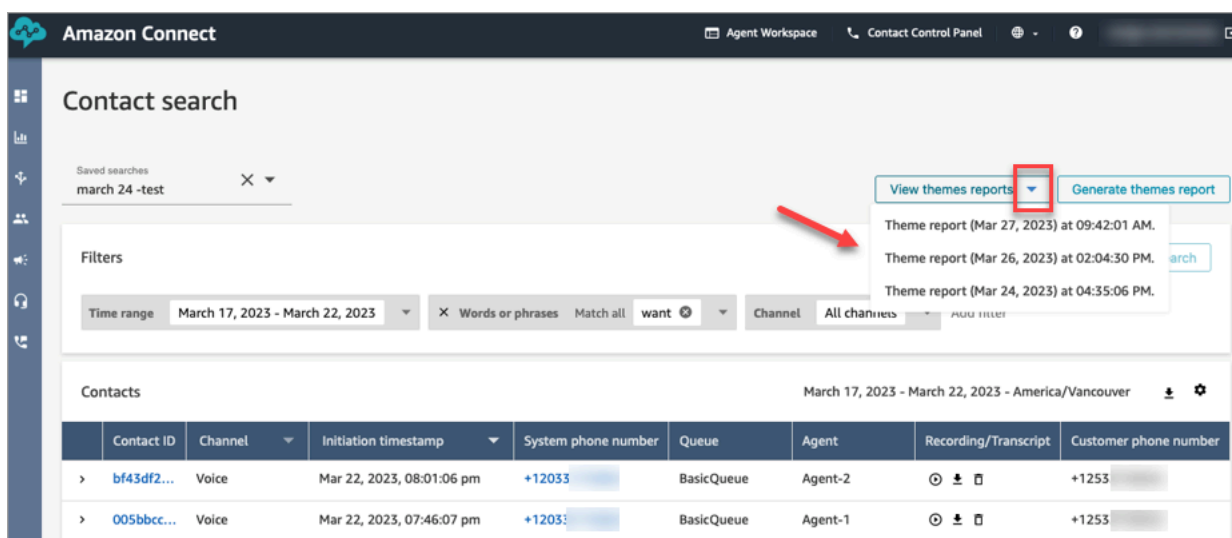 Amazon Connect Agent Workspace Contact Control Panel
Contact search
Saved searches
march 24 -test
View themes reports Generate themes report
Theme report (Mar 27, 2023) at 09:42:01 AM.
Theme report (Mar 26, 2023) at 02:04:30 PM.
Theme report (Mar 24, 2023) at 04:35:06 PM.
Filters
Time range March 17, 2023 - March 22, 2023 Words or phrases Match all want Channel All channels Add filter
Contacts March 17, 2023 - March 22, 2023 - America/Vancouver
Contact ID Channel Initiation timestamp System phone number Queue Agent Recording/Transcript Customer phone number
bf43df2... Voice Mar 22, 2023, 08:01:06 pm +12033 BasicQueue Agent-2 +1253
005bbcc... Voice Mar 22, 2023, 07:46:07 pm +1203 BasicQueue Agent-1 +1253